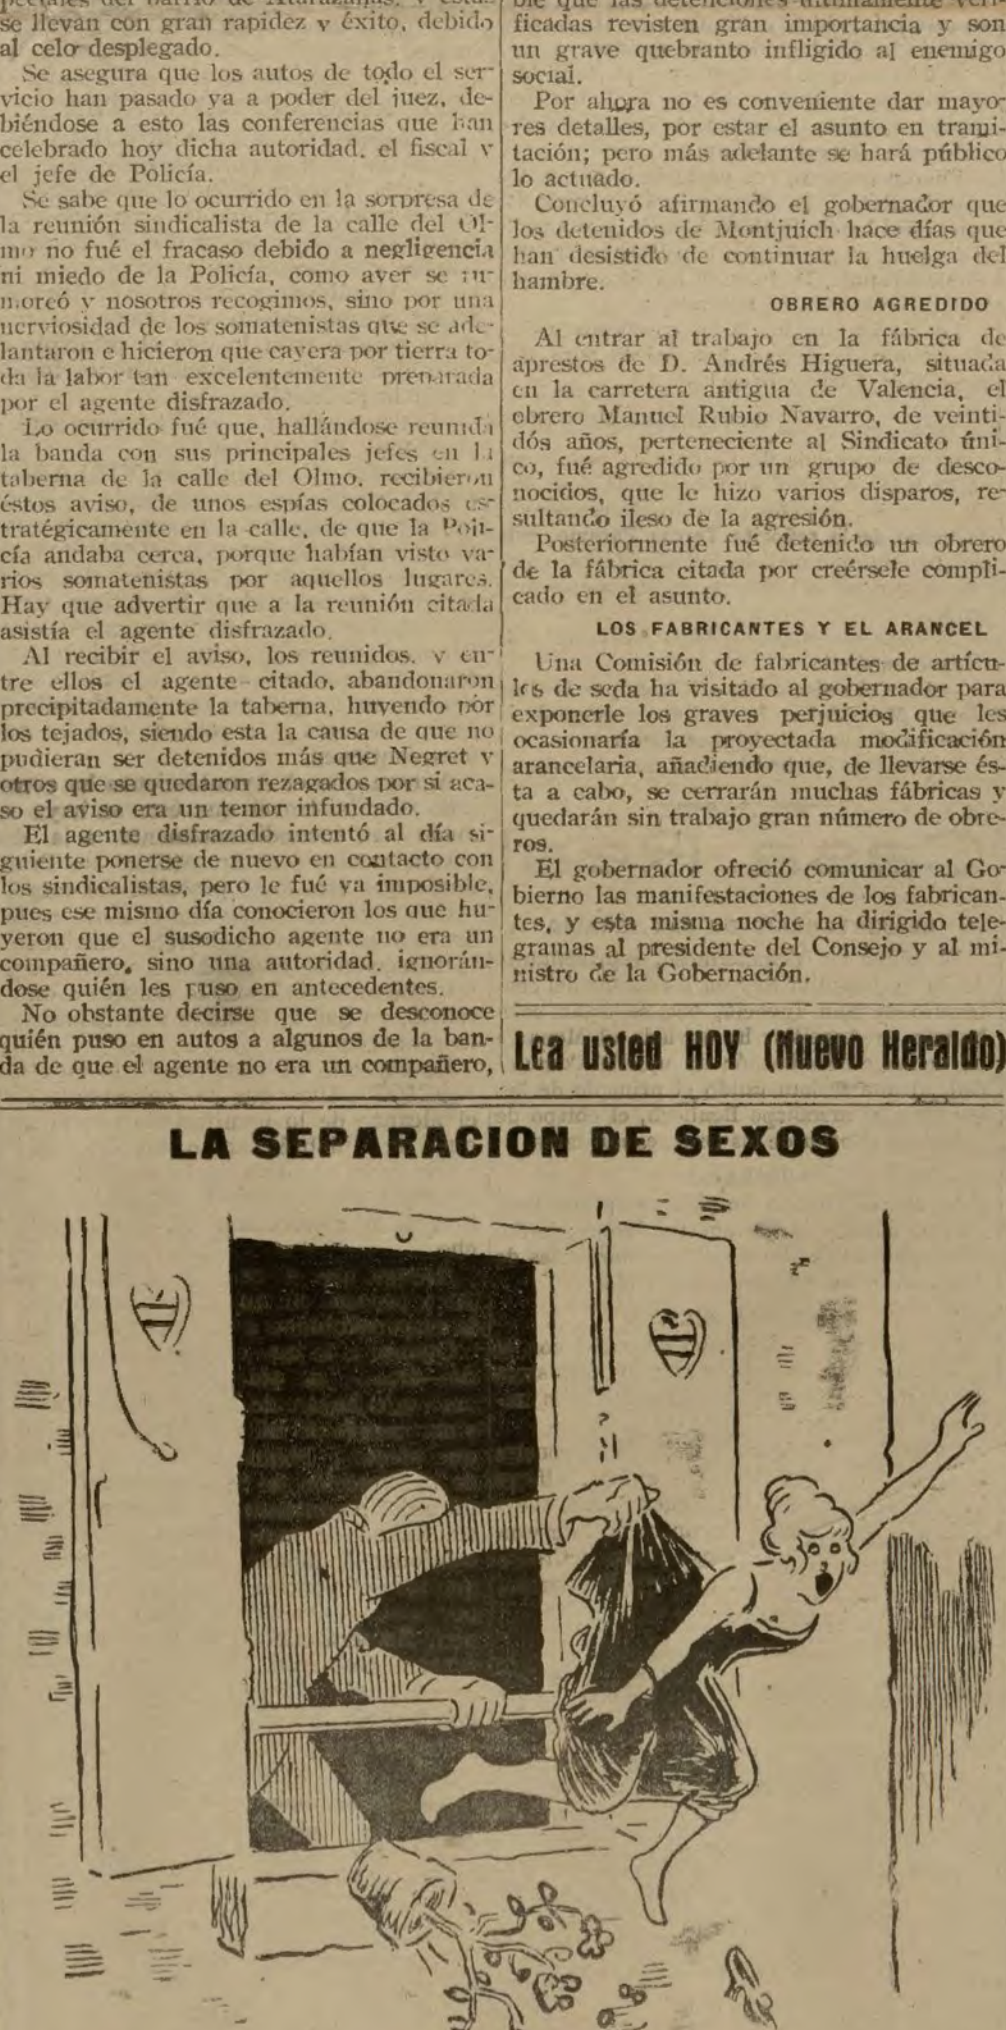 se llevan con gran rapidez y éxito, debido
al celo desplegado.
Se asegura que los autos de todo el ser-
vicio han pasado ya a poder del juez, de-
biéndose a esto las conferencias que han
celebrado hoy dicha autoridad, el fiscal y
el jefe de Policía.
Se sabe que lo ocurrido en la sorpresa de
la reunión sindicalista de la calle del Ol-
mo no fué el fracaso debido a negligencia
ni miedo de la Policía, como ayer se ru-
moreó y nosotros recogimos, sino por una
nerviosidad de los somatenistas que se ade-
lantaron e hicieron que cayera por tierra to-
da la labor tan excelentemente preparada
por el agente disfrazado.
Lo ocurrido fué que, hallándose reunida
la banda con sus principales jefes en la
taberna de la calle del Olmo, recibieron
éstos aviso, de unos espías colocados es-
tratégicamente en la calle, de que la Poli-
cía andaba cerca, porque habían visto va-
rios somatenistas por aquellos lugares.
Hay que advertir que a la reunión citada
asistía el agente disfrazado.
Al recibir el aviso, los reunidos, y en-
tre ellos el agente citado, abandonaron
precipitadamente la taberna, huyendo por
los tejados, siendo esta la causa de que no
pudieran ser detenidos más que Negret y
otros que se quedaron rezagados por si aca-
so el aviso era un temor infundado.
El agente disfrazado intentó al día si-
guiente ponerse de nuevo en contacto con
los sindicalistas, pero le fué ya imposible,
pues ese mismo día conocieron los que hu-
yeron que el susodicho agente no era un
compañero, sino una autoridad, ignorán-
dose quién les puso en antecedentes.
No obstante decirse que se desconoce
quién puso en autos a algunos de la ban-
da de que el agente no era un compañero,
ble que las detenciones últimamente veri-
ficadas revisten gran importancia y son
un grave quebranto infligido al enemigo
social.
Por ahora no es conveniente dar mayo-
res detalles, por estar el asunto en trami-
tación; pero más adelante se hará público
lo actuado.
Concluyó afirmando el gobernador que
los detenidos de Montjuich hace días que
han desistido de continuar la huelga del
hambre.
OBRERO AGREDIDO
Al entrar al trabajo en la fábrica de
aprestos de D. Andrés Higuera, situada
en la carretera antigua de Valencia, el
obrero Manuel Rubio Navarro, de veinti-
dós años, perteneciente al Sindicato úni-
co, fué agredido por un grupo de desco-
nocidos, que le hizo varios disparos, re-
sultando ileso de la agresión.
Posteriormente fué detenido un obrero
de la fábrica citada por creérsele compli-
cado en el asunto.
LOS FABRICANTES Y EL ARANCEL
Una Comisión de fabricantes de artícu-
los de seda ha visitado al gobernador para
exponerle los graves perjuicios que les
ocasionaría la proyectada modificación
arancelaria, añadiendo que, de llevarse és-
ta a cabo, se cerrarán muchas fábricas y
quedarán sin trabajo gran número de obre-
ros.
El gobernador ofreció comunicar al Go-
bierno las manifestaciones de los fabrican-
tes, y esta misma noche ha dirigido tele-
gramas al presidente del Consejo y al mi-
nistro de la Gobernación.
Lea usted HOY (Nuevo Heraldo)
LA SEPARACION DE SEXOS